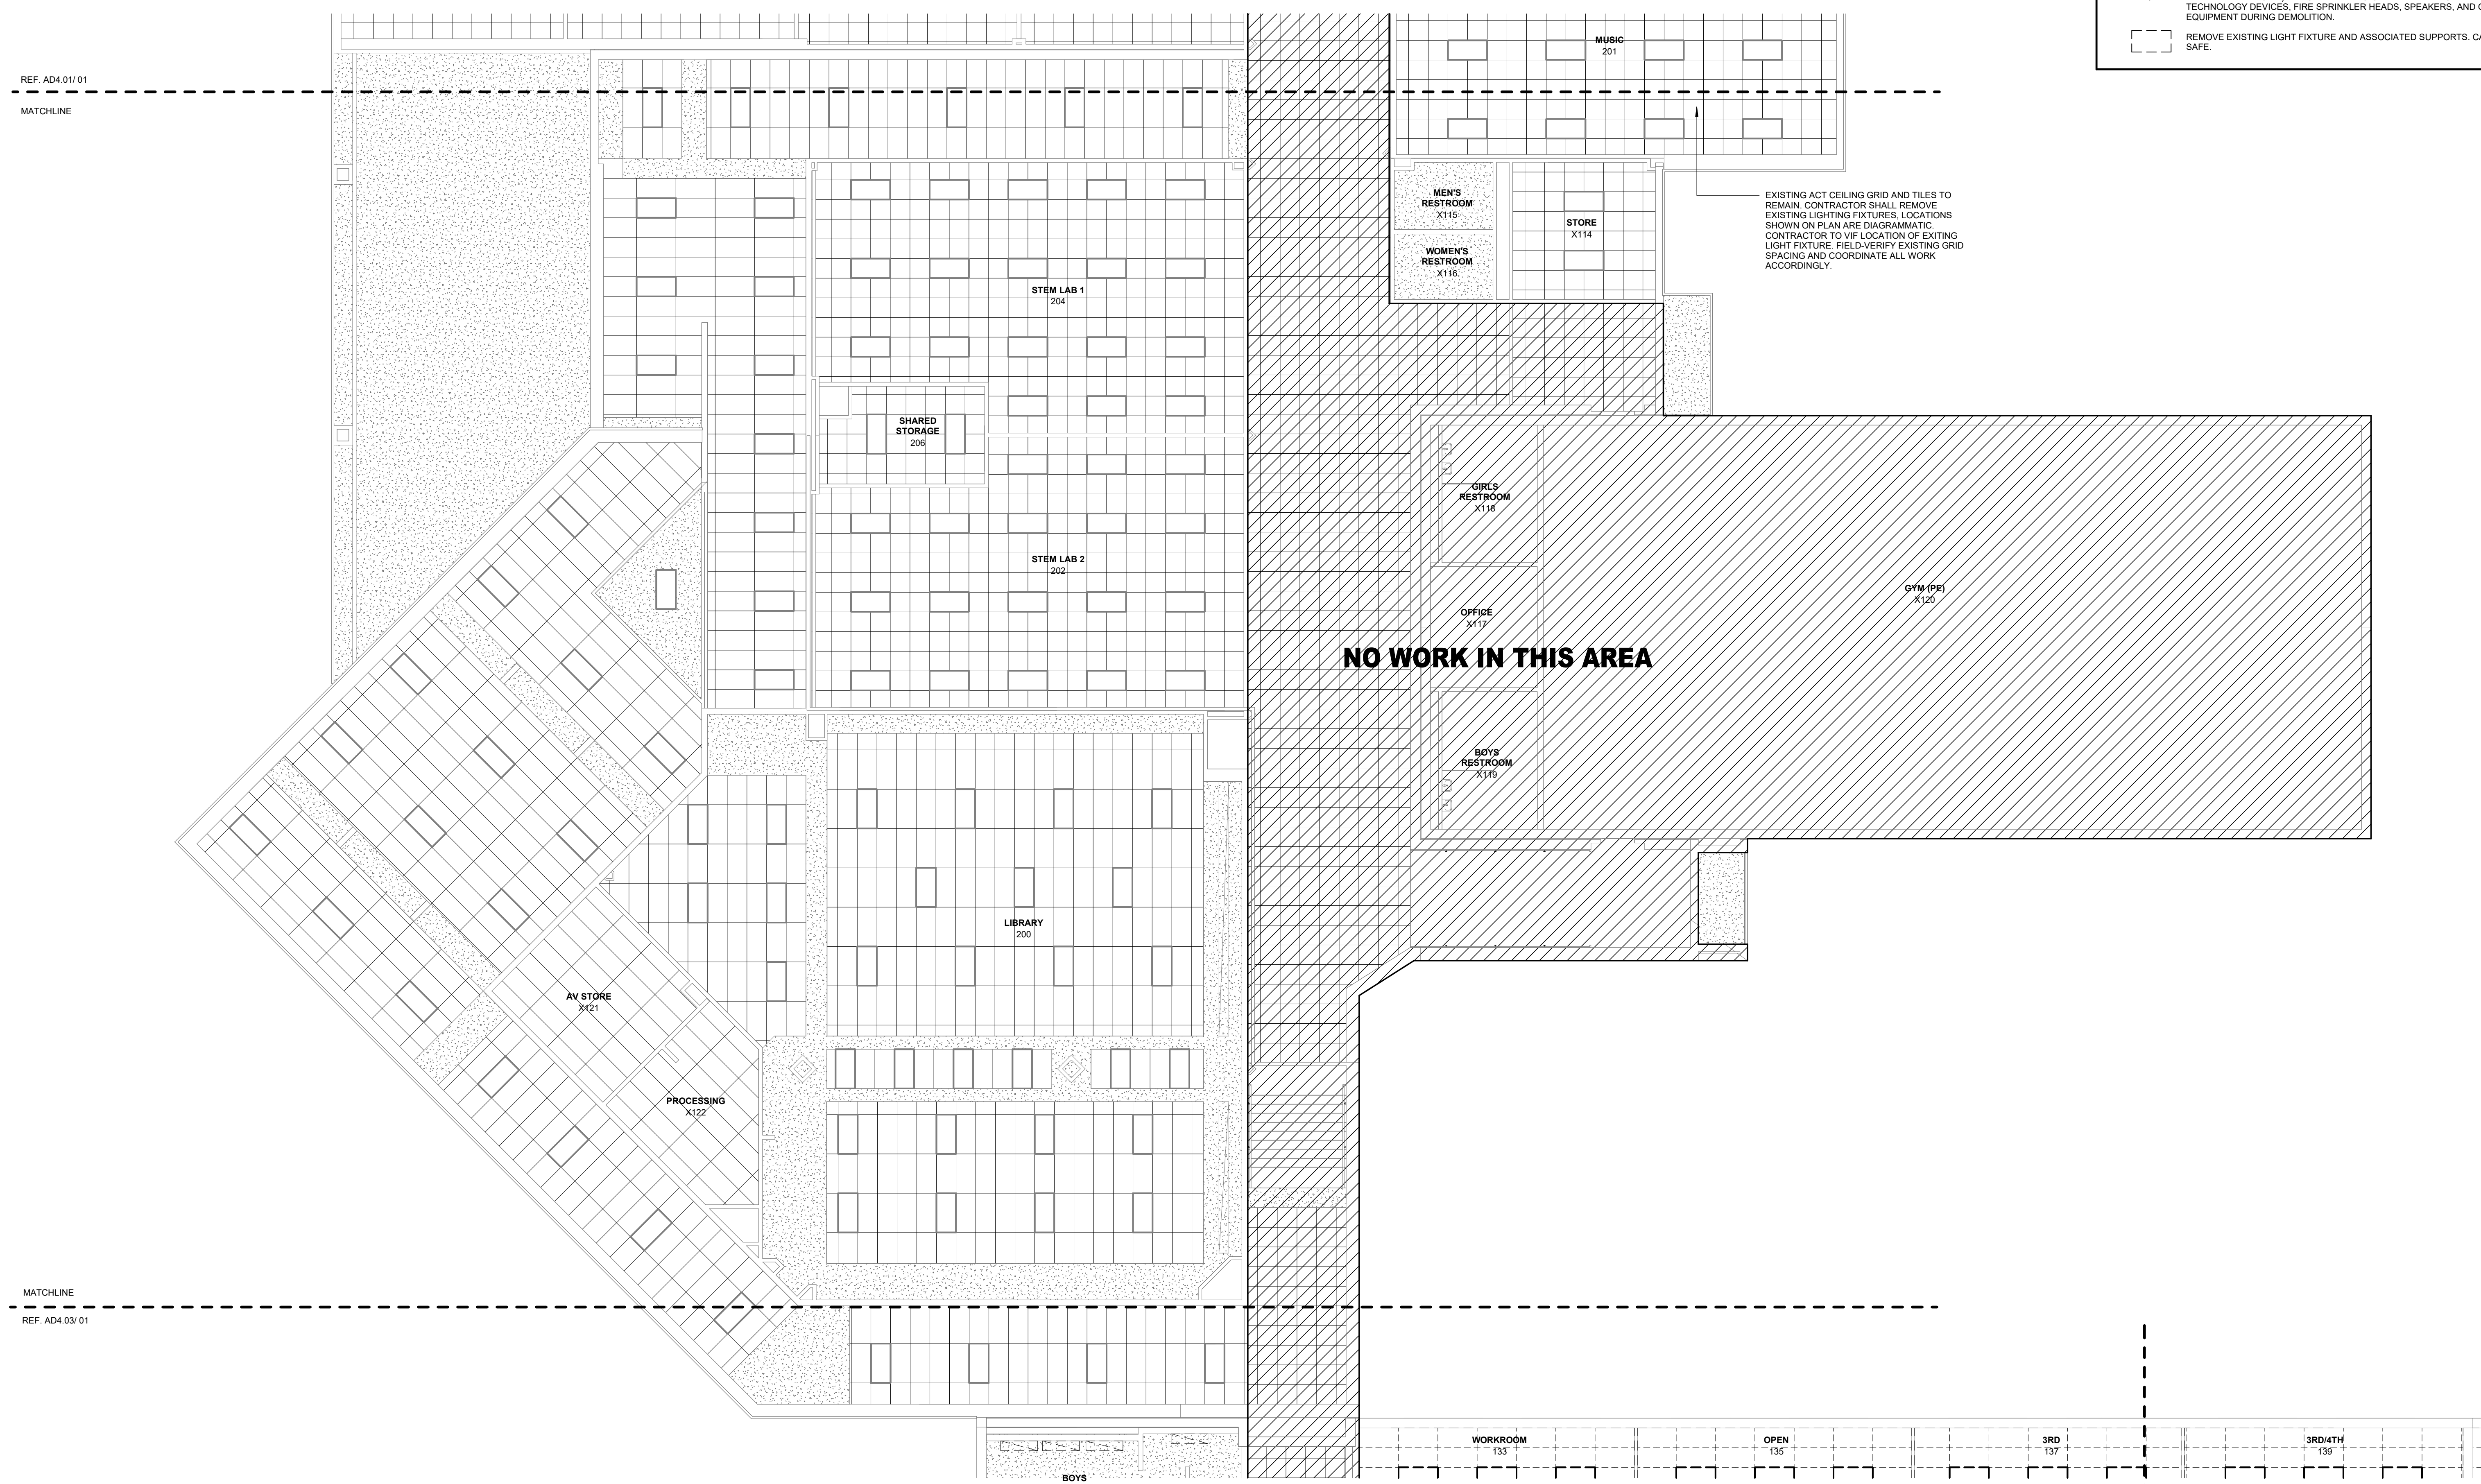 TECHNOLOGY DEVICES, FIRE SPRINKLER HEADS, SPEAKERS, AND
EQUIPMENT DURING DEMOLITION.
REMOVE EXISTING LIGHT FIXTURE AND ASSOCIATED SUPPORTS.
SAFE.
MUSIC
201
REF. AD4.01/ 01
MATCHLINE
MEN'S
RESTROOM
X115
STORE
X114
WOMEN'S
RESTROOM
X116
EXISTING ACT CEILING GRID AND TILES TO
REMAIN. CONTRACTOR SHALL REMOVE
EXISTING LIGHTING FIXTURES, LOCATIONS
SHOWN ON PLAN ARE DIAGRAMMATIC.
CONTRACTOR TO VIF LOCATION OF EXITING
LIGHT FIXTURE. FIELD-VERIFY EXISTING GRID
SPACING AND COORDINATE ALL WORK
ACCORDINGLY.
STEM LAB 1
204
SHARED
STORAGE
206
GIRLS
RESTROOM
X118
STEM LAB 2
202
OFFICE
X117
GYM (PE)
X120
NO WORK IN THIS AREA
BOYS
RESTROOM
X119
LIBRARY
200
AV STORE
X121
PROCESSING
X122
MATCHLINE
REF. AD4.03/ 01
WORKROOM
133
OPEN
135
3RD
137
3RD/4TH
139
BOYS